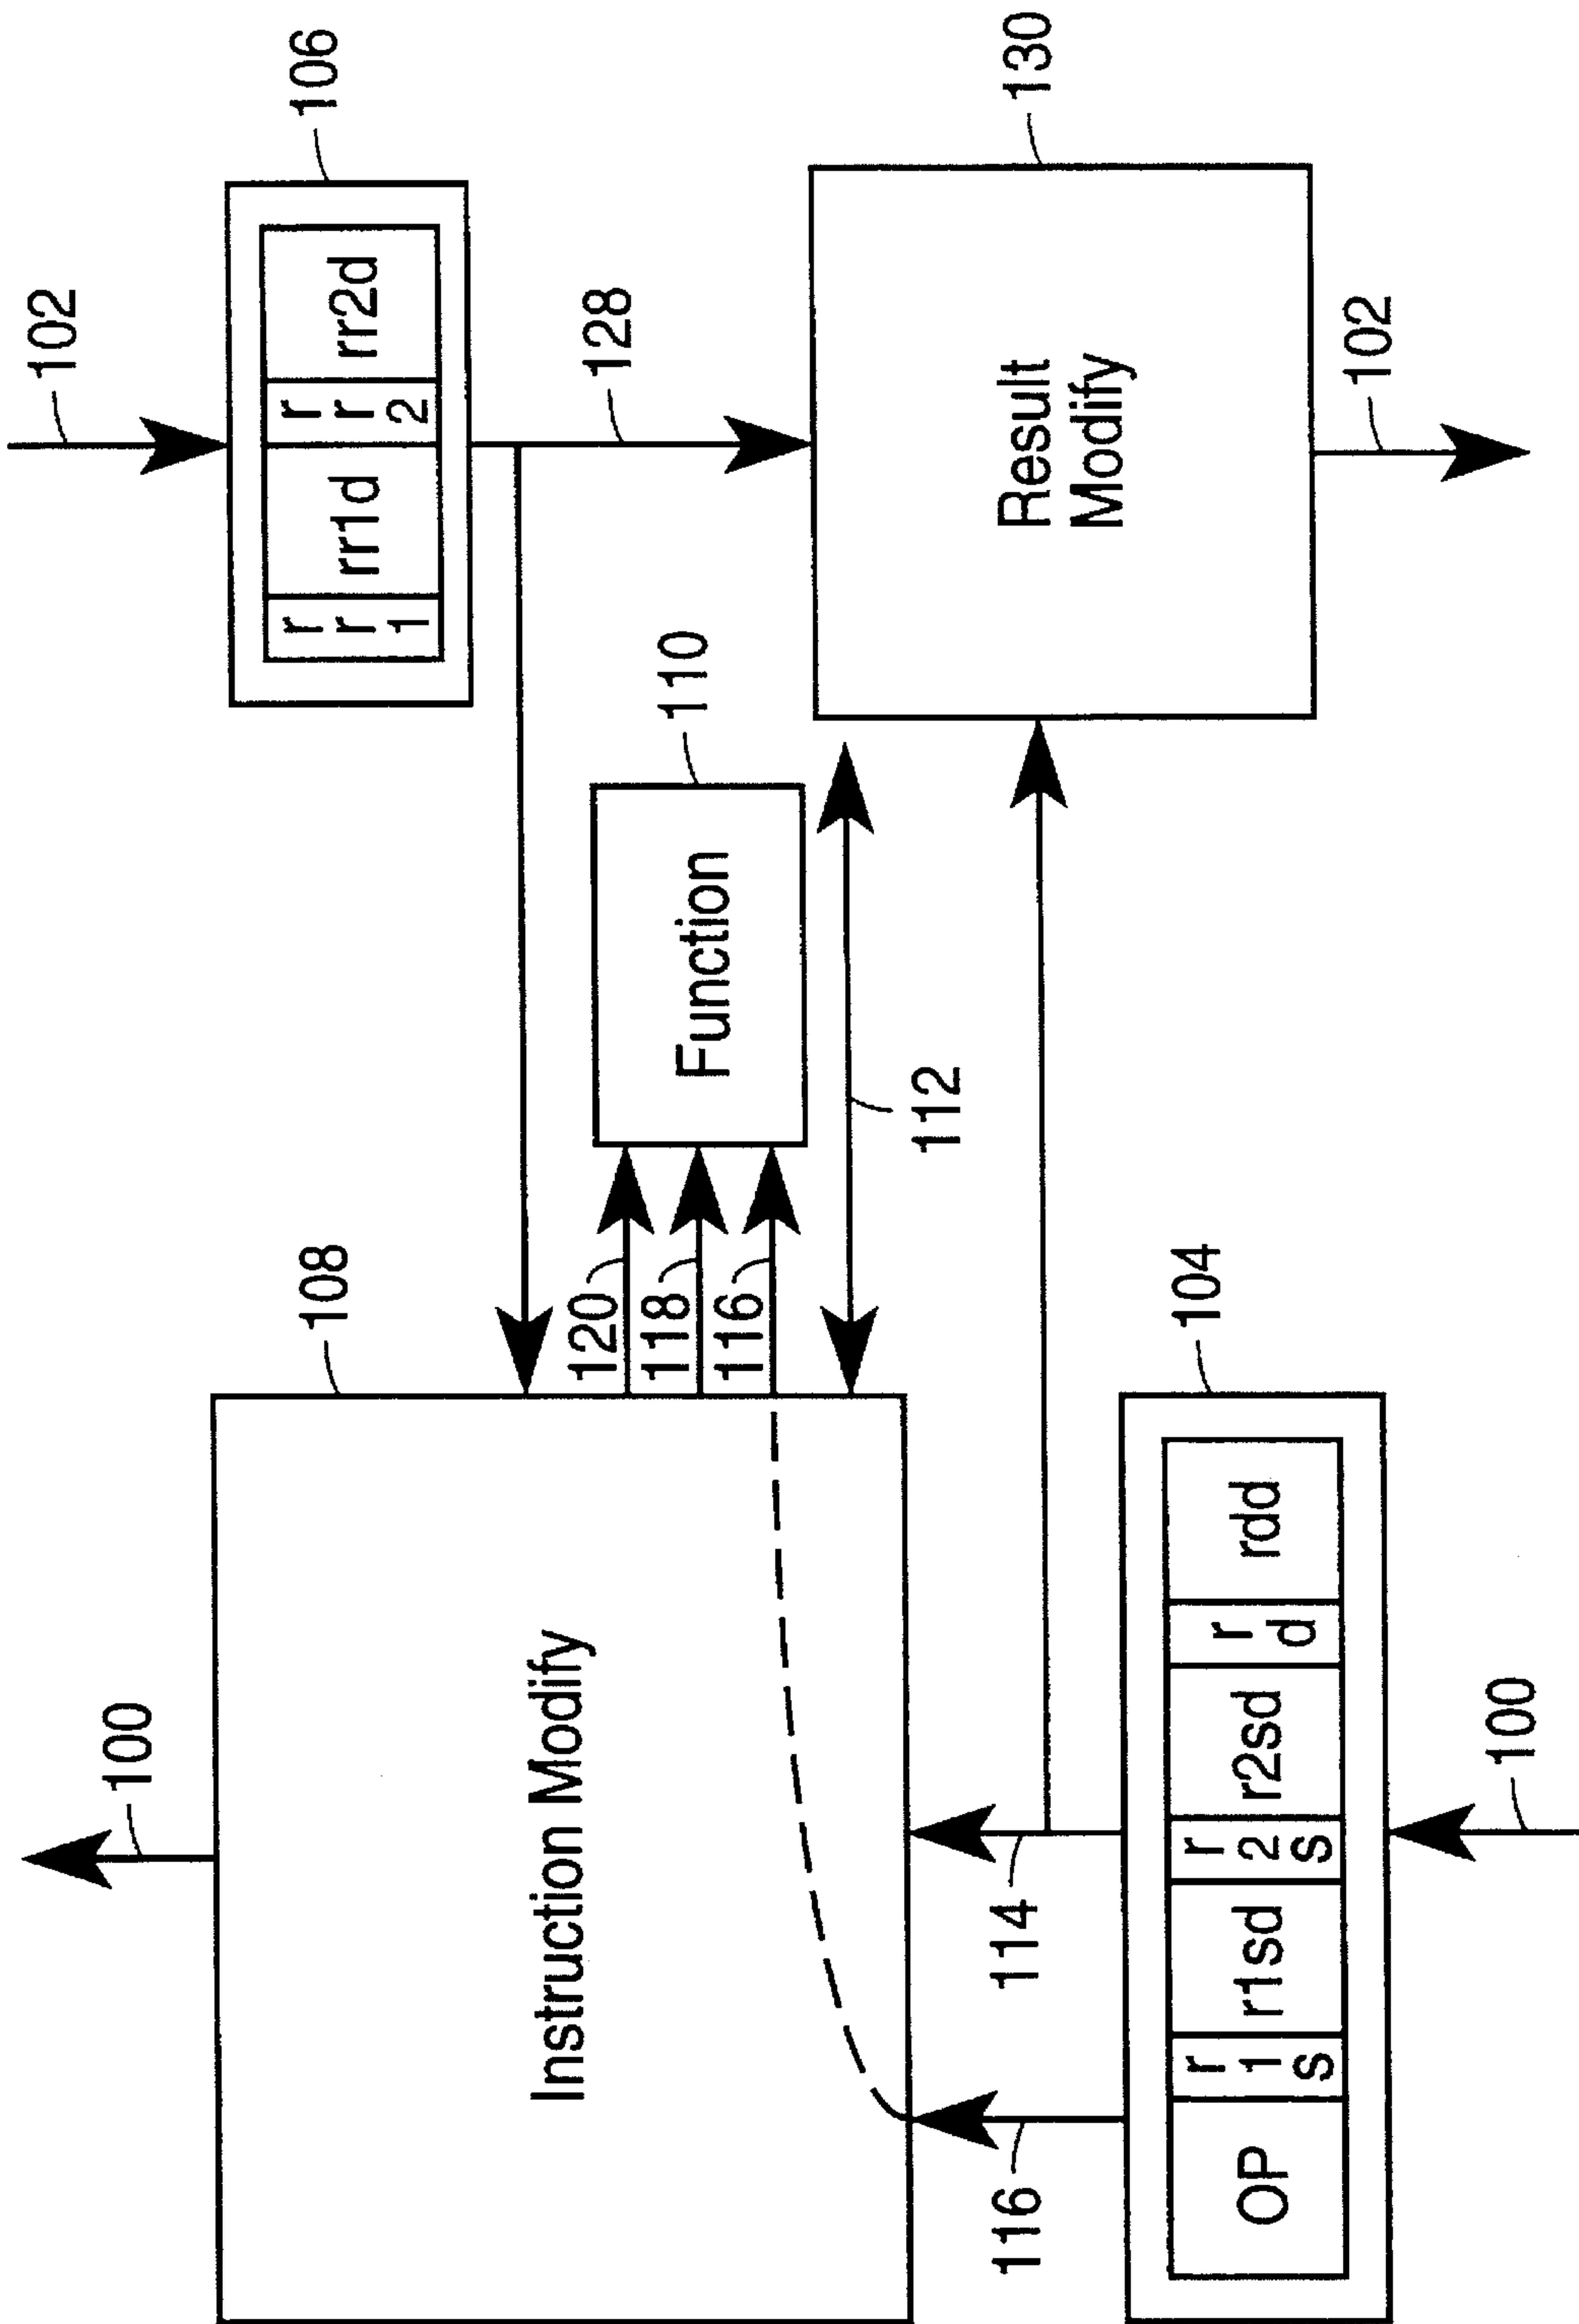 102
100
108
106
r r 1
rr1d
r r 2
rr2d
Instruction Modify
120
128
118
110
Function
116
112
116
114
Result
Modify
130
104
OP
r 1 s
r1sd
r 2 s
r2sd
r d
rdd
102
100